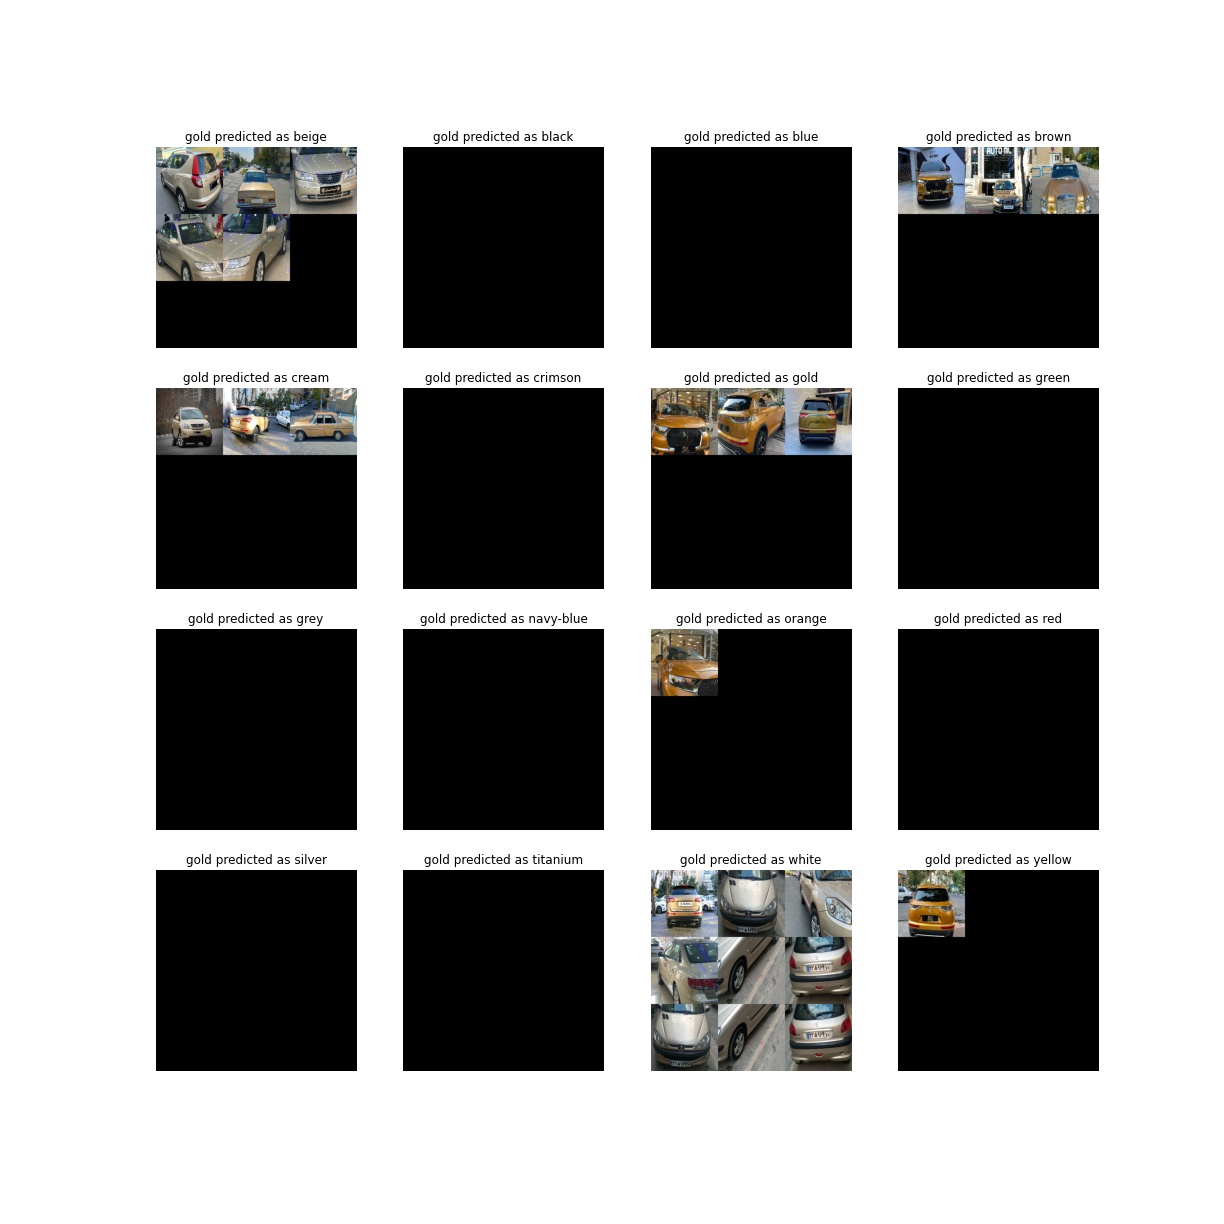 gold predicted as beige
gold predicted as black
gold predicted as blue
gold predicted as brown
AUTO
gold predicted as cream
gold predicted as crimson
gold predicted as gold
gold predicted as green
gold predicted as grey
gold predicted as navy-blue
gold predicted as orange
gold predicted as red
gold predicted as silver
gold predicted as titanium
gold predicted as white
gold predicted as yellow